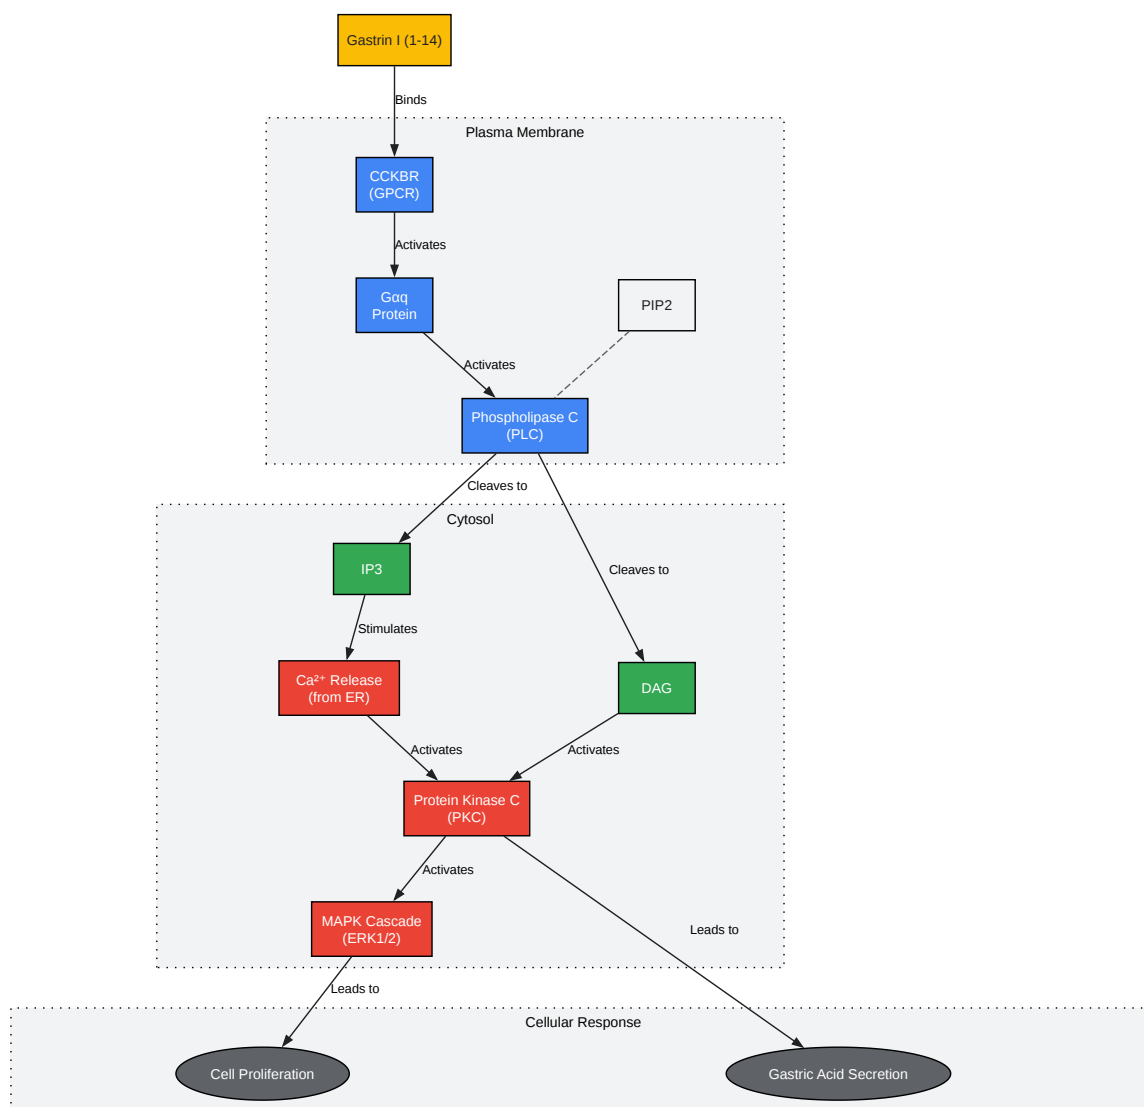 Gastrin I (1-14)
Binds
Plasma Membrane
CCKBR
(GPCR)
Activates
Gαq
Protein
PIP2
Activates
Phospholipase C
(PLC)
Cleaves to
Cytosol
IP3
Cleaves to
Stimulates
Ca²⁺ Release
(from ER)
DAG
Activates
Activates
Protein Kinase C
(PKC)
Activates
MAPK Cascade
(ERK1/2)
Leads to
Leads to
Cellular Response
Cell Proliferation
Gastric Acid Secretion